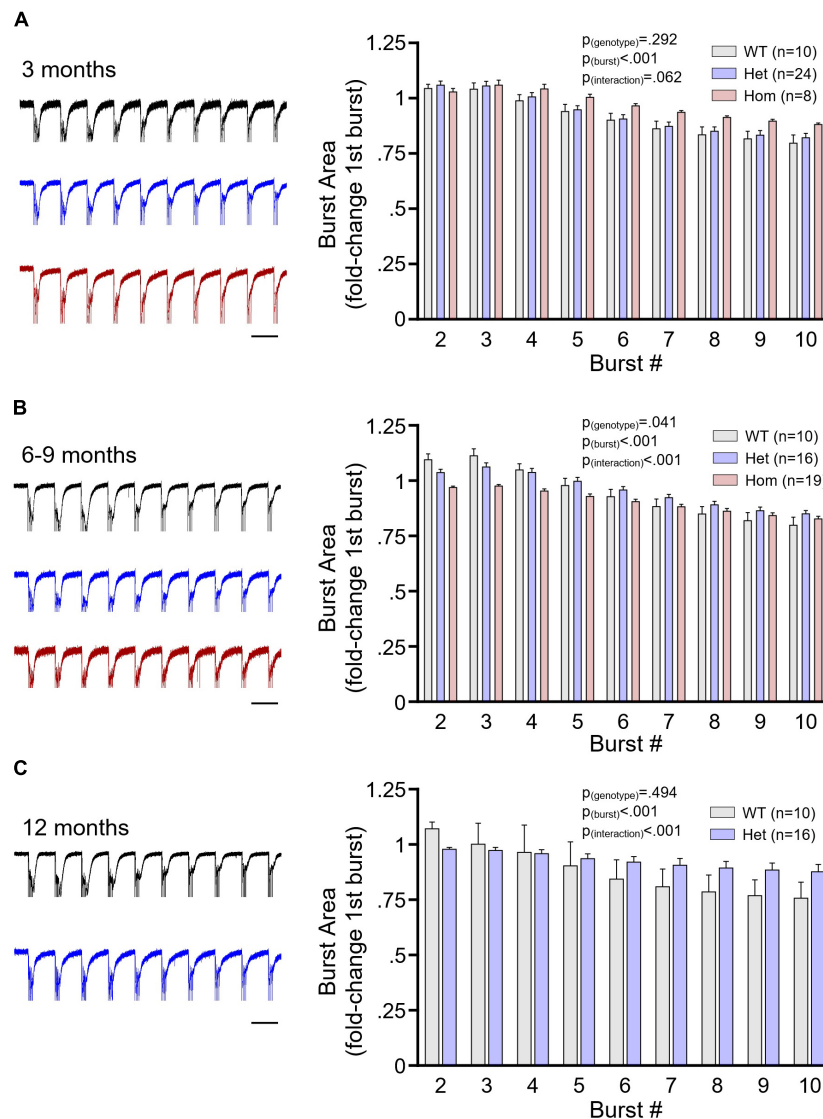 A
3 months
1.25
1
.75
.5
.25
0
Burst Area
(fold-change 1st burst)
p(genotype)=.292
p(burst)<.001
p(interaction)=.062
WT (n=10)
Het (n=24)
Hom (n=8)
2 3 4 5 6 7 8 9 10
Burst #
B
6-9 months
1.25
1
.75
.5
.25
0
Burst Area
(fold-change 1st burst)
p(genotype)=.041
p(burst)<.001
p(interaction)<.001
WT (n=10)
Het (n=16)
Hom (n=19
2 3 4 5 6 7 8 9 10
Burst #
C
12 months
1.25
1
.75
.5
.25
0
Burst Area
(fold-change 1st burst)
p(genotype)=.494
p(burst)<.001
p(interaction)<.001
WT (n=10)
Het (n=16)
2 3 4 5 6 7 8 9 10
Burst #